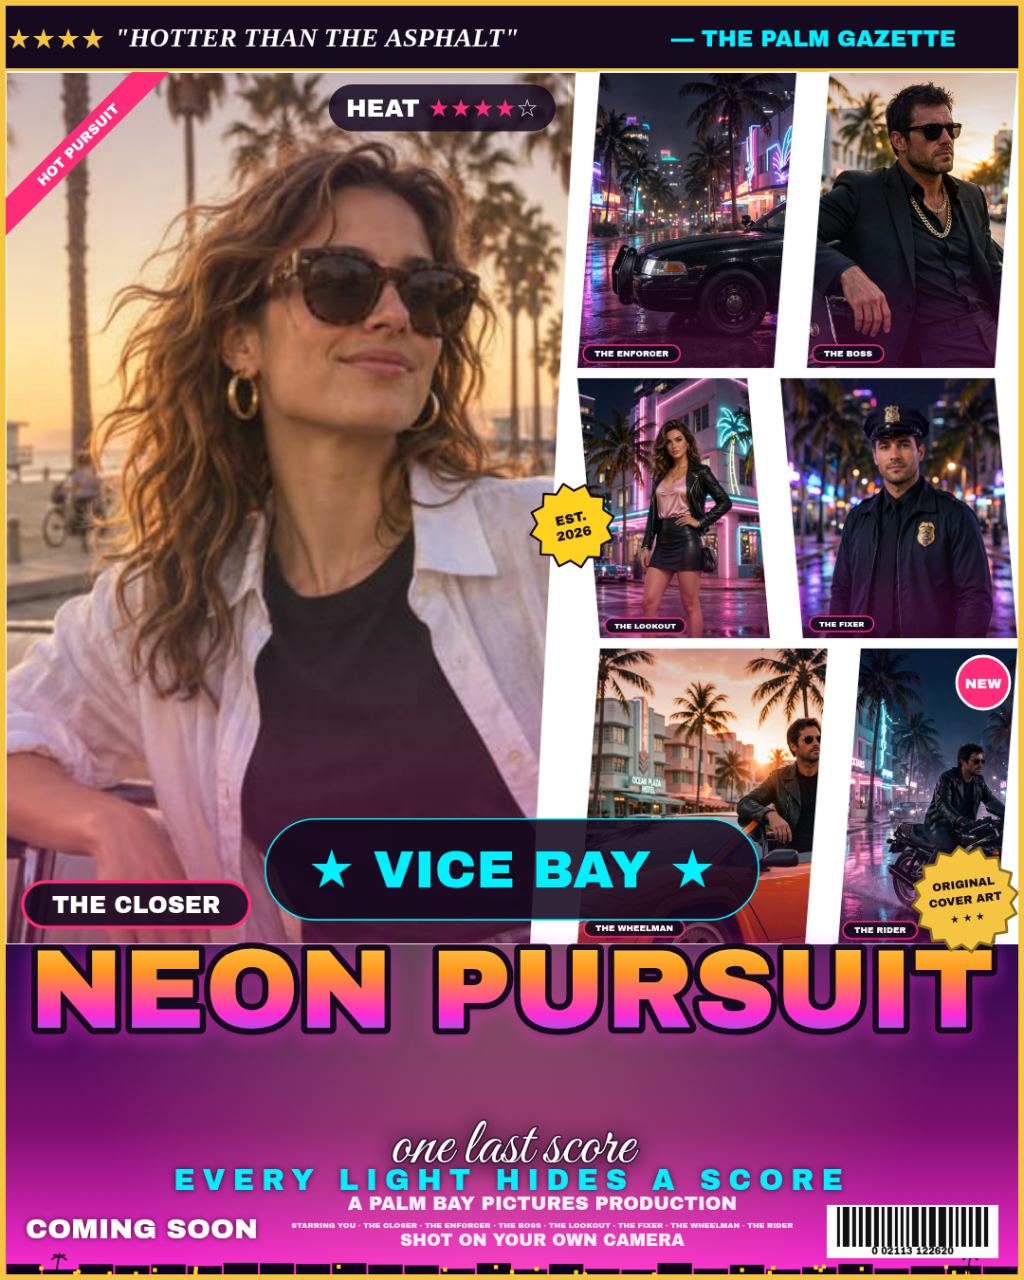 ★★★★ "HOTTER THAN THE ASPHALT"
— THE PALM GAZETTE
HOT PURSUIT
HEAT ★★★★☆
THE ENFORCER
THE BOSS
EST.
2026
THE LOOKOUT
THE FIXER
NEW
OCEAN PLAZA
HOTEL
★ VICE BAY ★
THE CLOSER
THE WHEELMAN
THE RIDER
ORIGINAL
COVER ART
★ ★ ★
NEON PURSUIT
one last score
EVERY LIGHT HIDES A SCORE
A PALM BAY PICTURES PRODUCTION
COMING SOON
STARRING YOU · THE CLOSER · THE ENFORCER · THE BOSS · THE LOOKOUT · THE FIXER · THE WHEELMAN · THE RIDER
SHOT ON YOUR OWN CAMERA
0 02113 122620